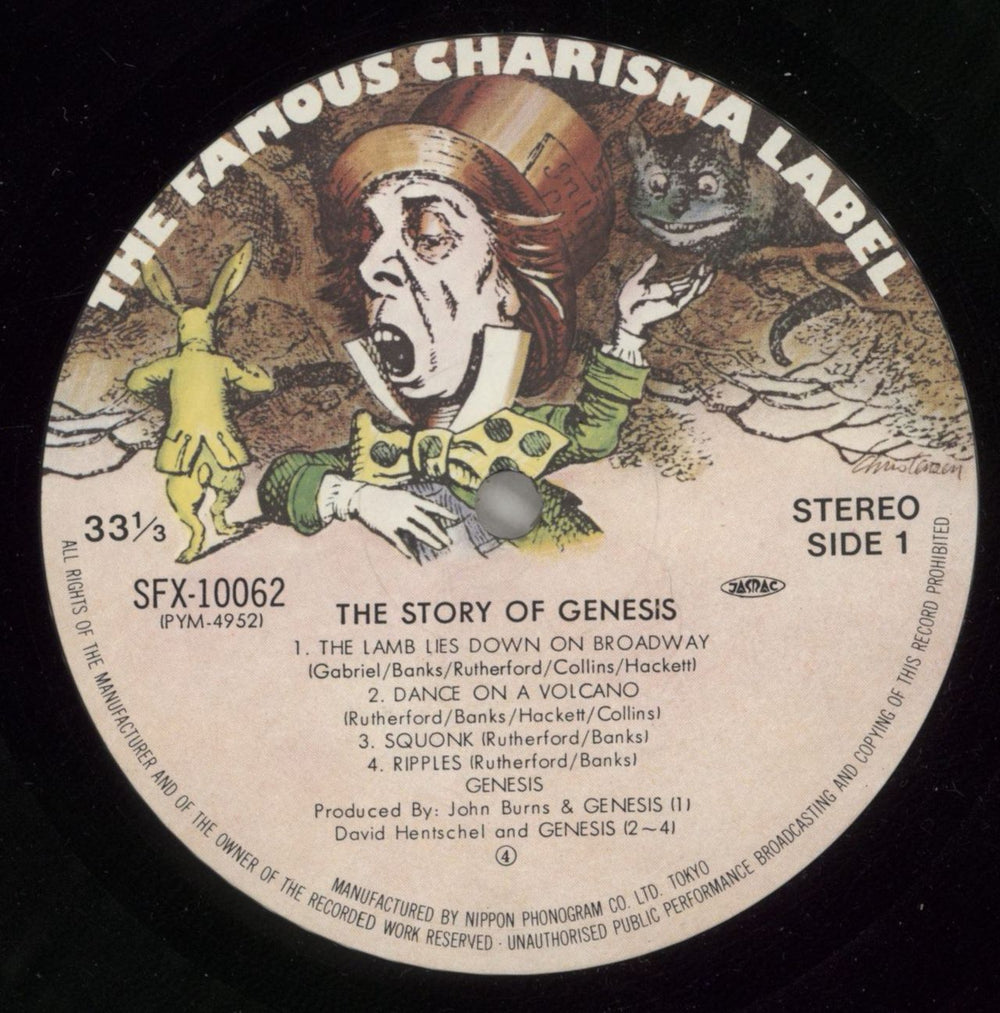 THE FAMOUS CHARISMA LABEL
Christensen
33⅓
STEREO
SIDE 1
SFX-10062
(PYM-4952)
JASRAC
THE STORY OF GENESIS
1. THE LAMB LIES DOWN ON BROADWAY
(Gabriel/Banks/Rutherford/Collins/Hackett)
2. DANCE ON A VOLCANO
(Rutherford/Banks/Hackett/Collins)
3. SQUONK (Rutherford/Banks)
4. RIPPLES (Rutherford/Banks)
GENESIS
Produced By: John Burns & GENESIS (1)
David Hentschel and GENESIS (2~4)
④
MANUFACTURED BY NIPPON PHONOGRAM CO. LTD. TOKYO
ALL RIGHTS OF THE MANUFACTURER AND OF THE OWNER OF THE RECORDED WORK RESERVED · UNAUTHORISED PUBLIC PERFORMANCE BROADCASTING AND COPYING OF THIS RECORD PROHIBITED